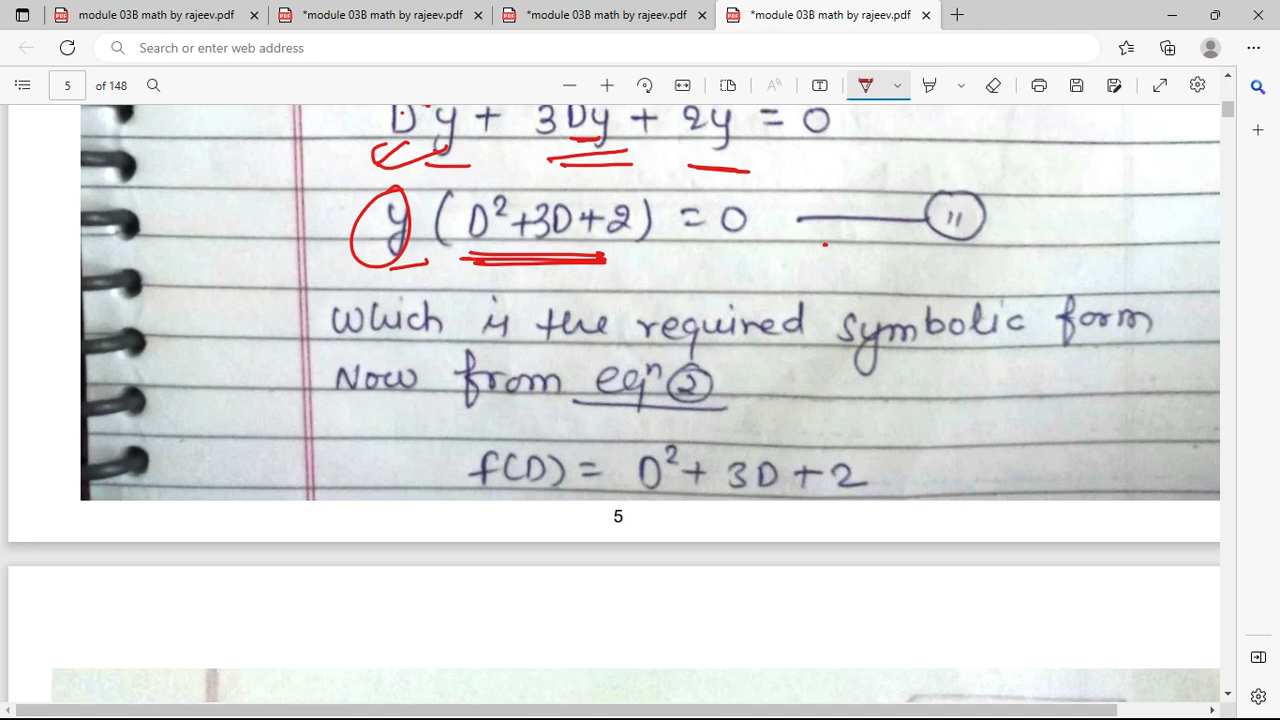 module 03B math by rajeev.pdf
*module 03B math by rajeev.pdf
*module 03B math by rajeev.pdf
*module 03B math by rajeev.pdf
Search or enter web address
5 of 148
D²y + 3Dy + 2y = 0
y (D²+3D+2) = 0 —— (11)
Which is the required symbolic form
Now from eqⁿ ②
f(D) = D²+ 3D+2
5